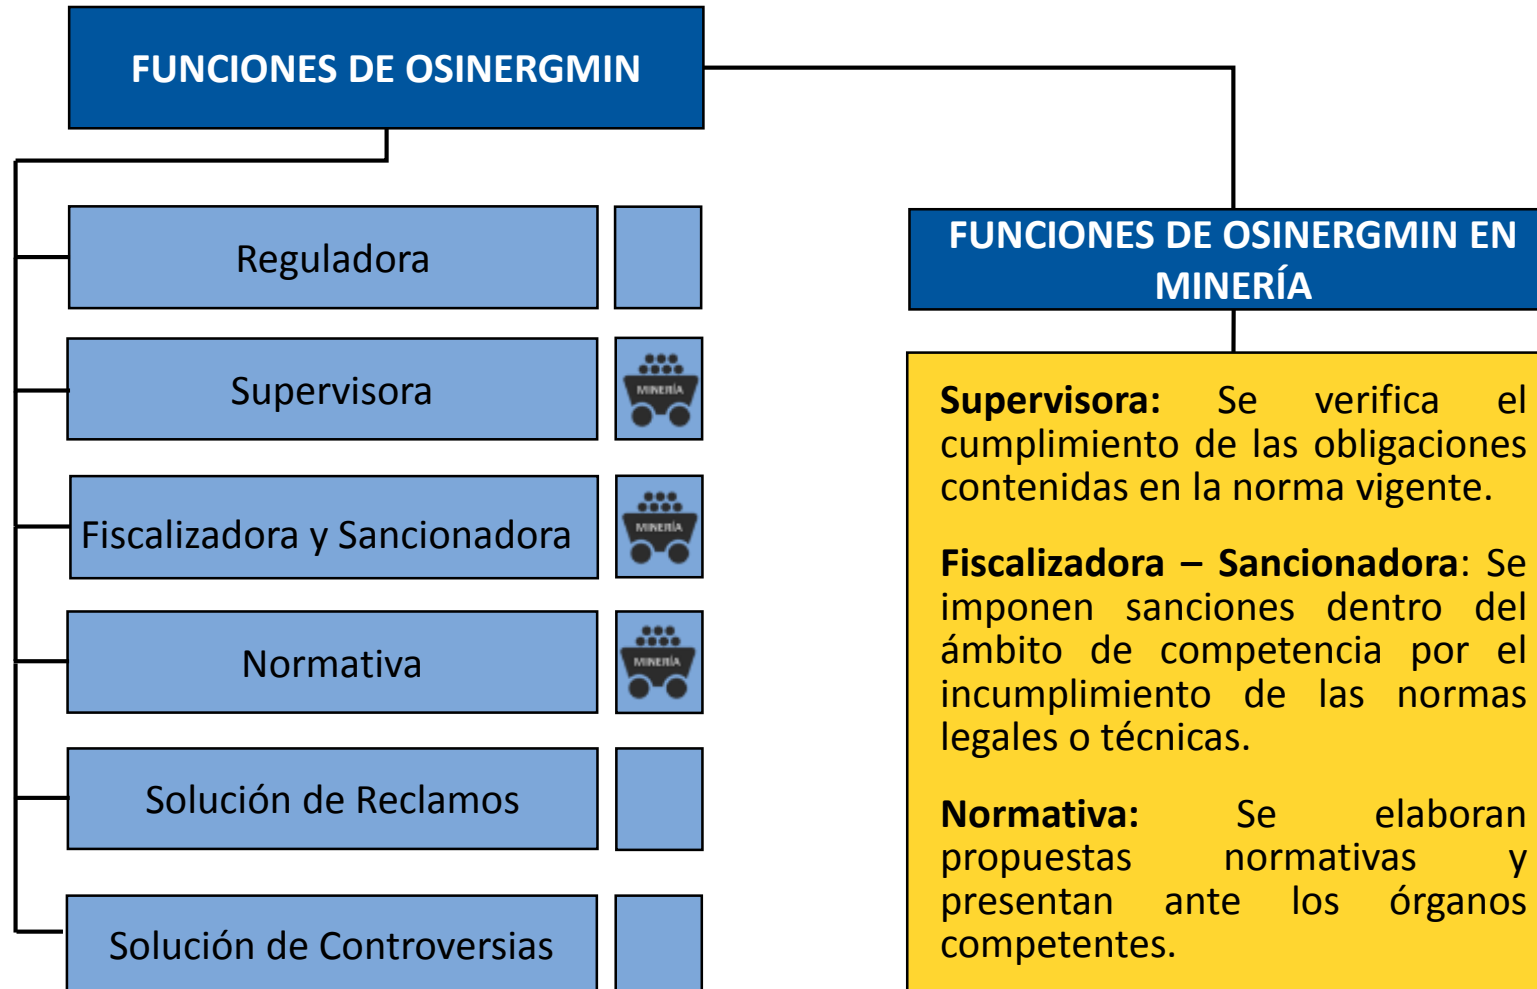 FUNCIONES DE OSINERGMIN
Reguladora
Supervisora
MINERÍA
Fiscalizadora y Sancionadora
MINERÍA
Normativa
MINERÍA
Solución de Reclamos
Solución de Controversias
FUNCIONES DE OSINERGMIN EN
MINERÍA
Supervisora: Se verifica el
cumplimiento de las obligaciones
contenidas en la norma vigente.
Fiscalizadora – Sancionadora: Se
imponen sanciones dentro del
ámbito de competencia por el
incumplimiento de las normas
legales o técnicas.
Normativa: Se elaboran
propuestas normativas y
presentan ante los órganos
competentes.